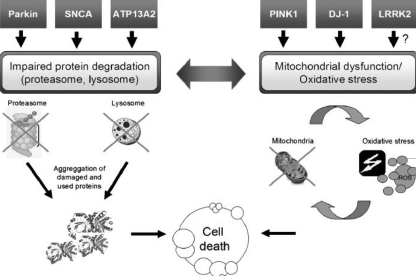 Parkin SNCA ATP13A2 PINK1 DJ-1 LRRK2
?
Impaired protein degradation
(proteasome, lysosome)
Mitochondrial dysfunction/
Oxidative stress
Proteasome
Lysosome
Mitochondria
Oxidative stress
ROS
Aggregation of
damaged and
used proteins
Cell
death